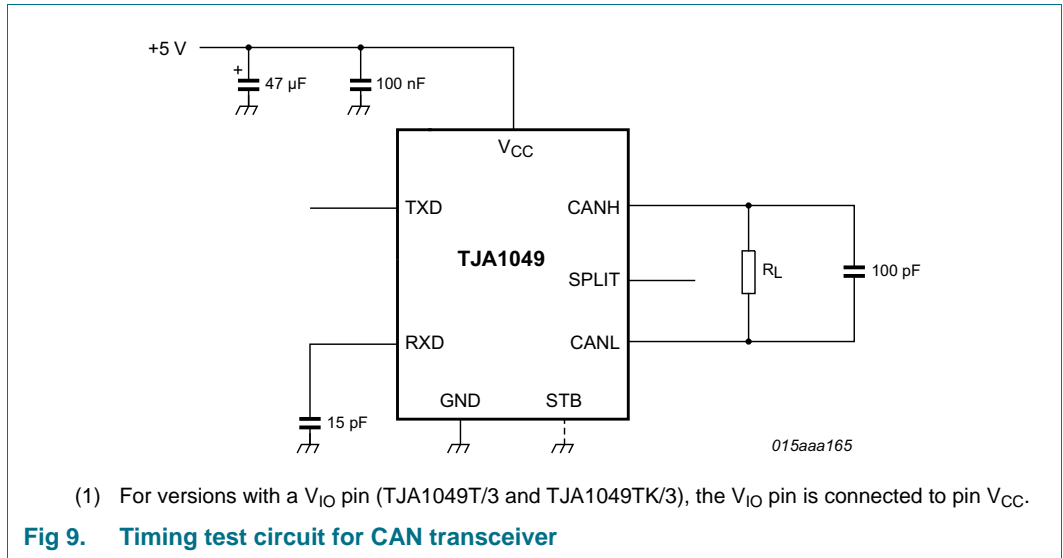 +5 V
+
47 µF
100 nF
VCC
TXD
CANH
TJA1049
SPLIT
RL
100 pF
RXD
CANL
GND
STB
15 pF
015aaa165
(1) For versions with a VIO pin (TJA1049T/3 and TJA1049TK/3), the VIO pin is connected to pin VCC.
Fig 9. Timing test circuit for CAN transceiver